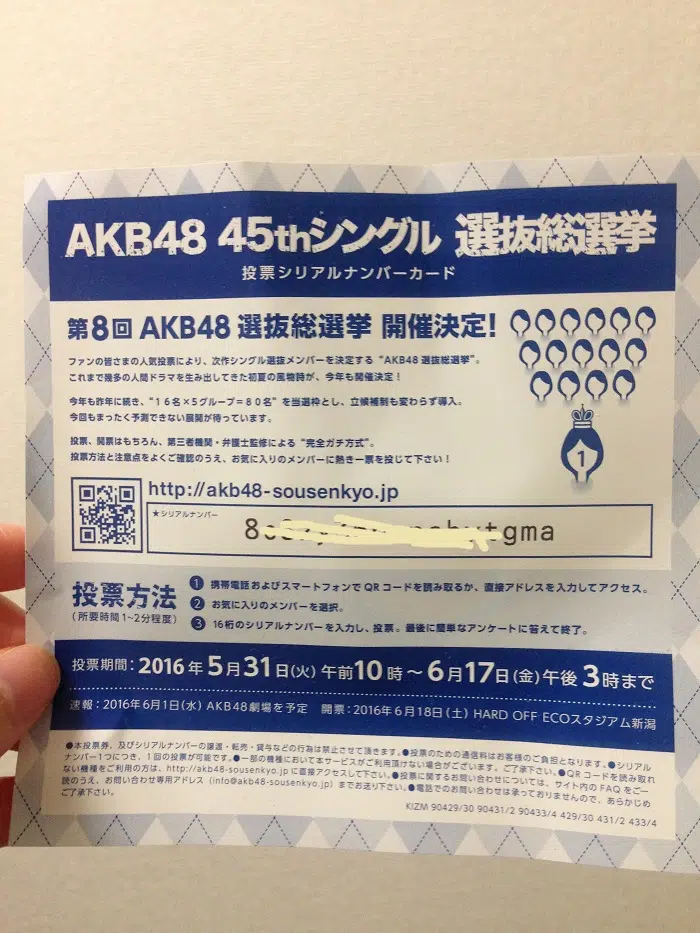 AKB48 45thシングル 選抜総選挙
投票シリアルナンバーカード
第8回 AKB48 選抜総選挙 開催決定!
ファンの皆さまの人気投票により、次作シングル選抜メンバーを決定する“AKB48 選抜総選挙”。
これまで幾多の人間ドラマを生み出してきた初夏の風物詩が、今年も開催決定!
今年も昨年に続き、“16名×5グループ=80名”を当選枠とし、立候補制も変わらず導入。
今回もまったく予測できない展開が待っています。
投票、開票はもちろん、第三者機関・弁護士監修による“完全ガチ方式”。
投票方法と注意点をよくご確認のうえ、お気に入りのメンバーに熱き一票を投じて下さい!
1
http://akb48-sousenkyo.jp
★シリアルナンバー
gma
投票方法
(所要時間1~2分程度)
1 携帯電話およびスマートフォンでQRコードを読み取るか、直接アドレスを入力してアクセス。
2 お気に入りのメンバーを選択。
3 16桁のシリアルナンバーを入力し、投票。最後に簡単なアンケートに答えて終了。
投票期間:2016年5月31日(火)午前10時~6月17日(金)午後3時まで
速報:2016年6月1日(水) AKB48劇場を予定 開票:2016年6月18日(土) HARD OFF ECOスタジアム新潟
●本投票券、及びシリアルナンバーの譲渡・転売・貸与などの行為は禁止させて頂きます。●投票のための通信料はお客様のご負担となります。●シリアル
ナンバー1つにつき、1回の投票が可能です。●一部の機種において本サービスがご利用頂けない場合がございます。ご了承下さい。●QRコードを読み取れ
ない機種をご利用の方は、http://akb48-sousenkyo.jpに直接アクセスして下さい。●投票に関するお問い合わせについては、サイト内のFAQをご一
読のうえ、お問い合わせ専用アドレス(info@akb48-sousenkyo.jp)までお送り下さい。●電話でのお問い合わせは承っておりませんので、あらかじめ
ご了承下さい。
KIZM 90429/30 90431/2 90433/4 429/30 431/2 433/4